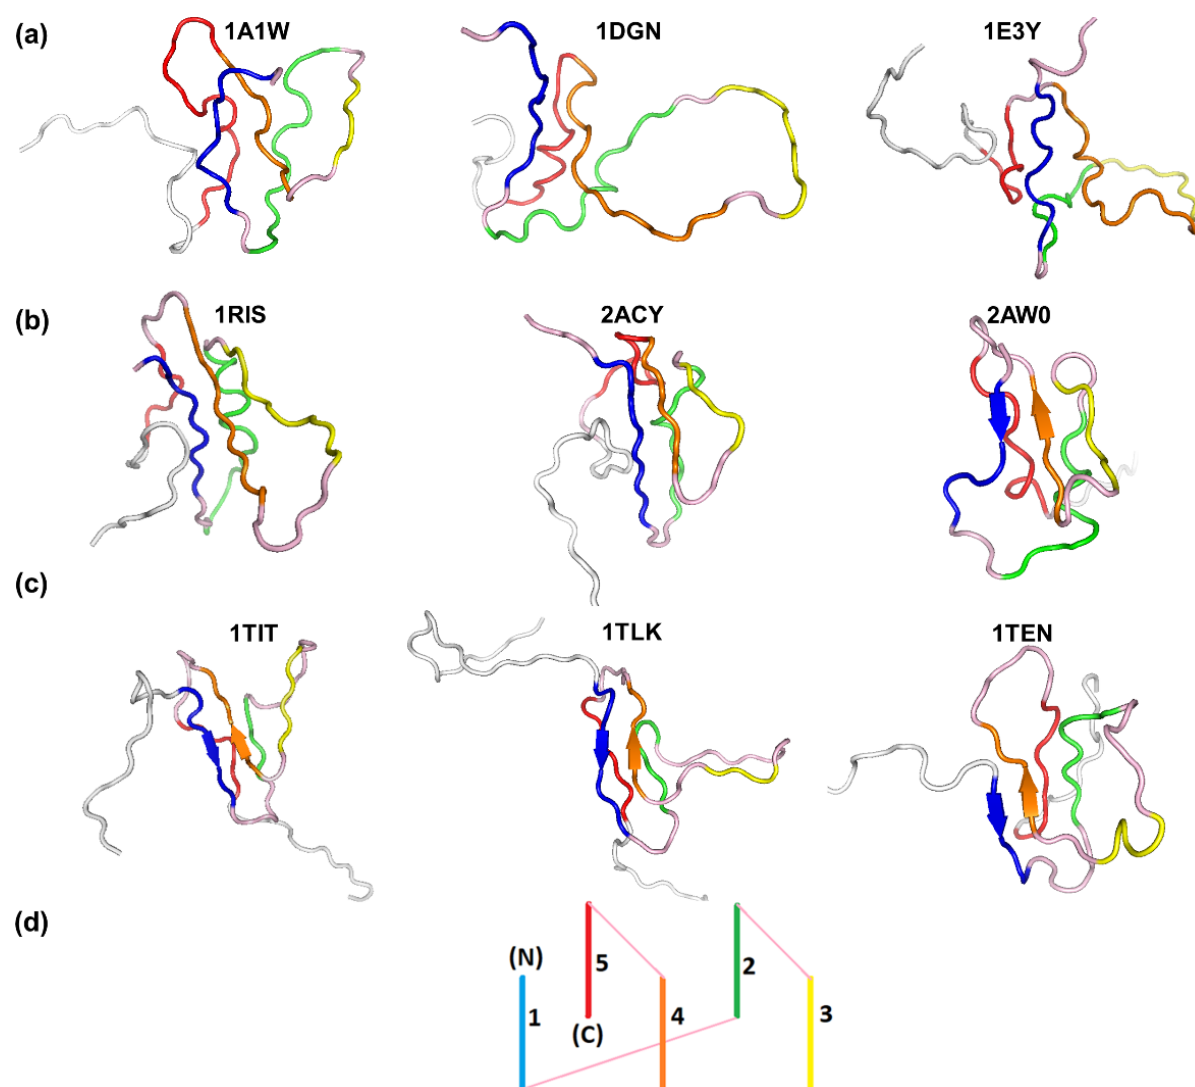 (a)
1A1W 1DGN 1E3Y
(b)
1RIS 2ACY 2AW0
(c)
1TIT 1TLK 1TEN
(d)
(N) 5 2
1 (C) 4 3